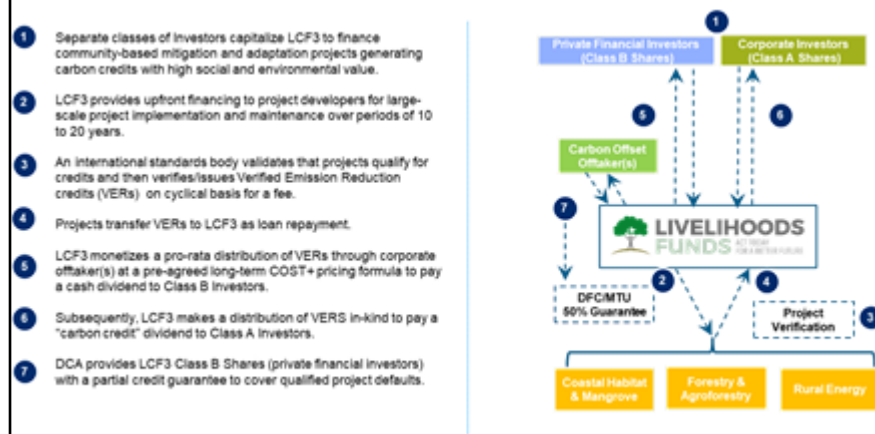 1
Separate classes of Investors capitalize LCF3 to finance
community-based mitigation and adaptation projects generating
carbon credits with high social and environmental value.
2
LCF3 provides upfront financing to project developers for large-
scale project implementation and maintenance over periods of 10
to 20 years.
3
An international standards body validates that projects qualify for
credits and then verifies/issues Verified Emission Reduction
credits (VERs) on cyclical basis for a fee.
4
Projects transfer VERs to LCF3 as loan repayment.
5
LCF3 monetizes a pro-rata distribution of VERs through corporate
offtaker(s) at a pre-agreed long-term COST+ pricing formula to pay
a cash dividend to Class B Investors.
6
Subsequently, LCF3 makes a distribution of VERS in-kind to pay a
"carbon credit" dividend to Class A Investors.
7
DCA provides LCF3 Class B Shares (private financial investors)
with a partial credit guarantee to cover qualified project defaults.
1
Private Financial Investors
(Class B Shares)
Corporate Investors
(Class A Shares)
5
6
Carbon Offset
Offtaker(s)
7
LIVELIHOODS
FUNDS
2
4
DFC/MTU
50% Guarantee
Project
Verification
3
Coastal Habitat
& Mangrove
Forestry &
Agroforestry
Rural Energy